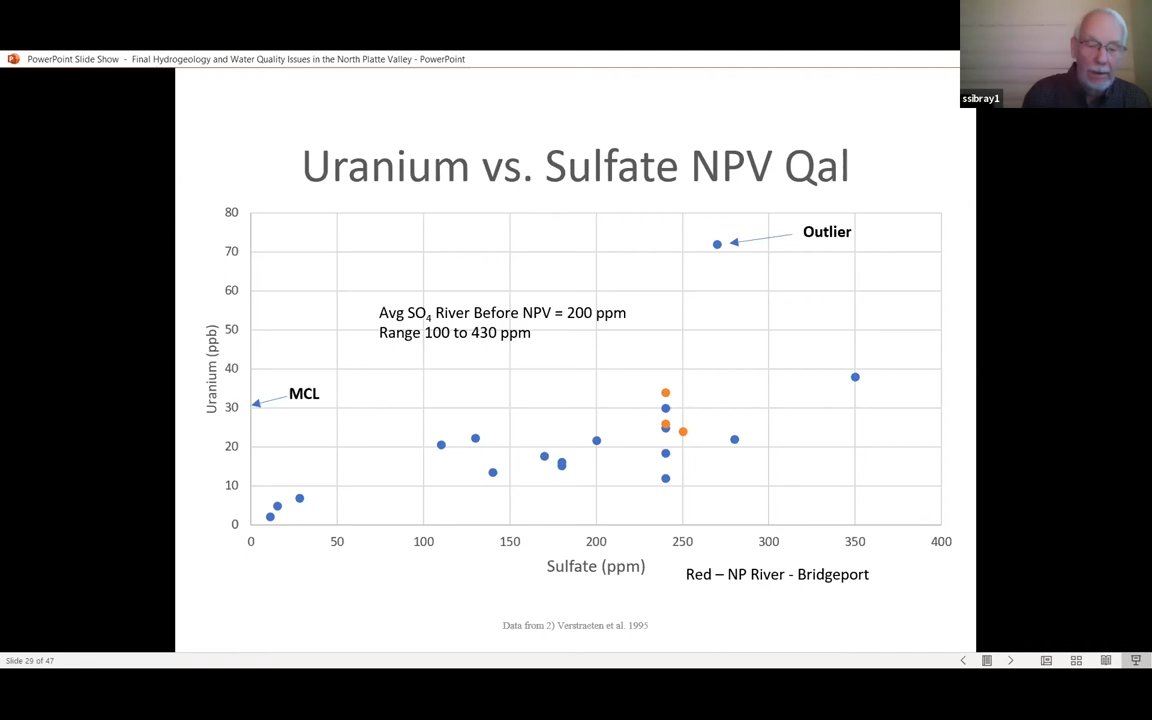 PowerPoint Slide Show - Final Hydrogeology and Water Quality Issues in the North Platte Valley - PowerPoint
ssibray1
Uranium vs. Sulfate NPV Qal
80
70
60
50
40
30
20
10
0
Uranium (ppb)
Outlier
Avg SO₄ River Before NPV = 200 ppm
Range 100 to 430 ppm
MCL
0 50 100 150 200 250 300 350 400
Sulfate (ppm)
Red – NP River - Bridgeport
Data from 2) Verstraeten et al. 1995
Slide 29 of 47